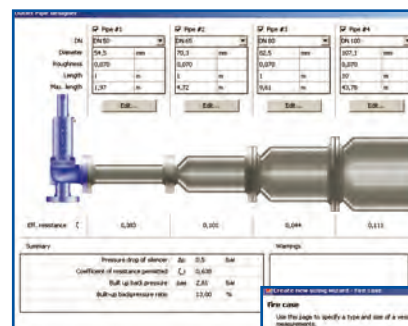 Outlet Pipe designer
Pipe #1 Pipe #2 Pipe #3 Pipe #4
DN DN 50 DN 65 DN 80 DN 100
Diameter 54,5 mm 70,3 mm 82,5 mm 107,1 mm
Roughness 0,070 0,070 0,070 0,070
Length 1 m 1 m 1 m 10 m
Max. length 1,97 m 4,72 m 9,61 m 43,78 m
Edit... Edit... Edit... Edit...
Eff. resistance ζ 0,383 0,101 0,044 0,111
Summary Warnings
Pressure drop of silencer Δp 0,5 bar
Coefficient of resistance permitted ζ 0,638
Built up back pressure 2,61 bar
Built-up backpressure ratio 13,00 %
Create new sizing wizard - Fire case
Fire case
Use this page to specify a type and size of a vess
measurements.